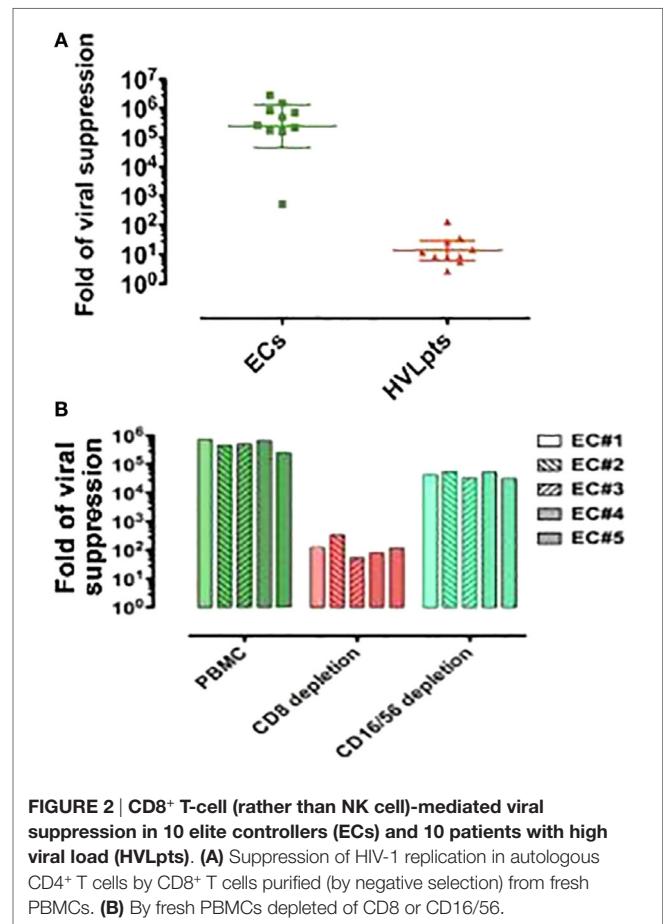 A
Fold of viral suppression
10⁷
10⁶
10⁵
10⁴
10³
10²
10¹
10⁰
ECs
HVLpts
B
Fold of viral
suppression
10⁶
10⁵
10⁴
10³
10²
10¹
10⁰
PBMC
CD8 depletion
CD16/56 depletion
EC#1
EC#2
EC#3
EC#4
EC#5
FIGURE 2 | CD8⁺ T-cell (rather than NK cell)-mediated viral
suppression in 10 elite controllers (ECs) and 10 patients with high
viral load (HVLpts). (A) Suppression of HIV-1 replication in autologous
CD4⁺ T cells by CD8⁺ T cells purified (by negative selection) from fresh
PBMCs. (B) By fresh PBMCs depleted of CD8 or CD16/56.